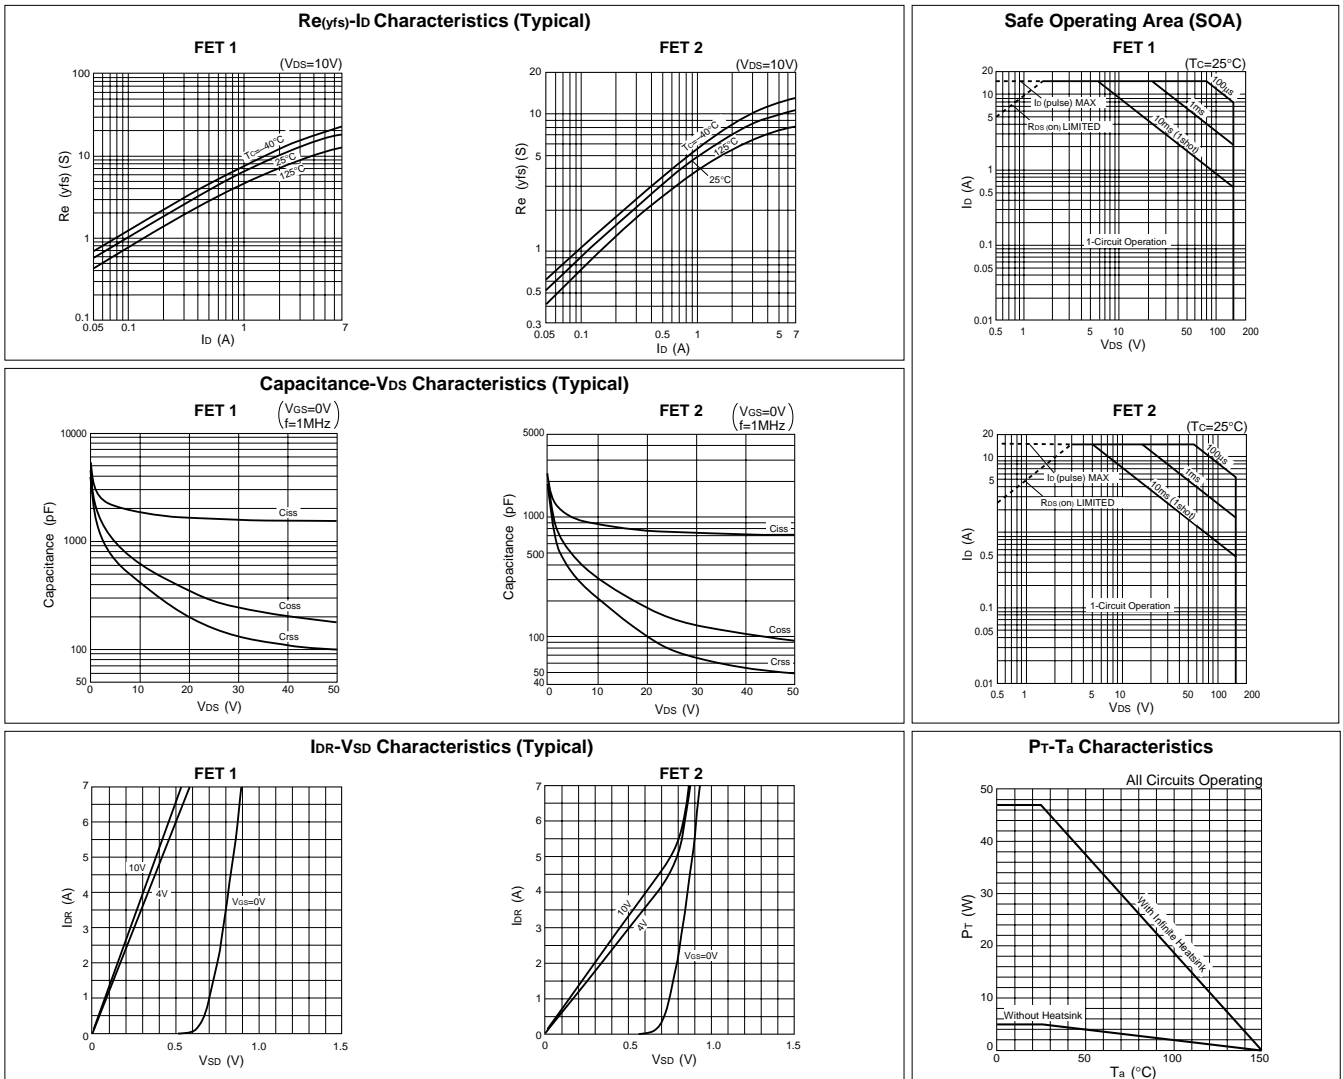 Re(yfs)-ID Characteristics (Typical)
FET 1
(VDS=10V)
100
10
1
0.1
Re (yfs) (S)
TC=−40°C
25°C
125°C
0.05 0.1 1 7
ID (A)
FET 2
(VDS=10V)
20
10
5
1
0.5
0.3
Re (yfs) (S)
TC=−40°C
125°C
25°C
0.05 0.1 0.5 1 5 7
ID (A)
Safe Operating Area (SOA)
FET 1
(TC=25°C)
20
10
5
1
0.5
0.1
0.05
0.01
ID (A)
ID (pulse) MAX
RDS (on) LIMITED
100µs
1ms
10ms (1shot)
1-Circuit Operation
0.5 1 5 10 50 100 200
VDS (V)
FET 2
(TC=25°C)
20
10
5
1
0.5
0.1
0.05
0.01
ID (A)
ID (pulse) MAX
RDS (on) LIMITED
100µs
1ms
10ms (1shot)
1-Circuit Operation
0.5 1 5 10 50 100 200
VDS (V)
Capacitance-VDS Characteristics (Typical)
FET 1
(VGS=0V
f=1MHz)
10000
1000
100
50
Capacitance (pF)
Ciss
Coss
Crss
0 10 20 30 40 50
VDS (V)
FET 2
(VGS=0V
f=1MHz)
5000
1000
500
100
50
40
Capacitance (pF)
Ciss
Coss
Crss
0 10 20 30 40 50
VDS (V)
IDR-VSD Characteristics (Typical)
FET 1
7
6
5
4
3
2
1
0
IDR (A)
10V
4V
VGS=0V
0 0.5 1.0 1.5
VSD (V)
FET 2
7
6
5
4
3
2
1
0
IDR (A)
10V
4V
VGS=0V
0 0.5 1.0 1.5
VSD (V)
PT-Ta Characteristics
All Circuits Operating
50
40
30
20
10
0
PT (W)
With Infinite Heatsink
Without Heatsink
0 50 100 150
Ta (°C)